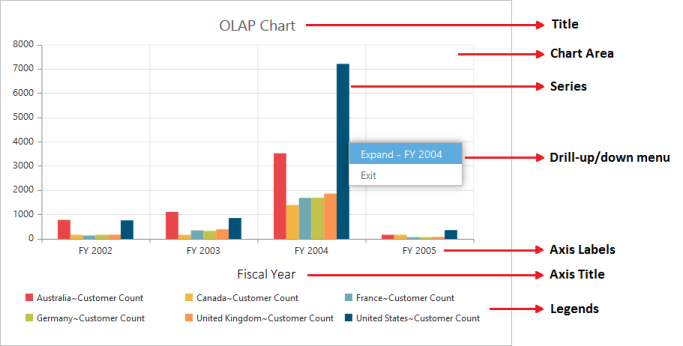 OLAP Chart
Title
8000
Chart Area
7000
6000
Series
5000
4000
Expand - FY 2004
Drill-up/down menu
3000
Exit
2000
1000
0
FY 2002 FY 2003 FY 2004 FY 2005
Axis Labels
Fiscal Year
Axis Title
Australia~Customer Count Canada~Customer Count France~Customer Count
Legends
Germany~Customer Count United Kingdom~Customer Count United States~Customer Count